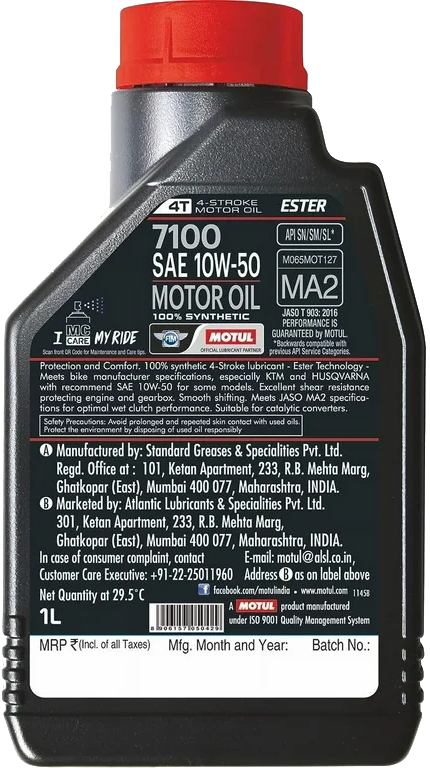 4T 4-STROKE MOTOR OIL ESTER
7100
SAE 10W-50
MOTOR OIL
100% SYNTHETIC
API SN/SM/SL*
M065MOT127
MA2
JASO T 903: 2016
PERFORMANCE IS
GUARANTEED by MOTUL.
*Backwards compatible with
previous API Service Categories.
I MC CARE MY RIDE
Scan front QR Code for Maintenance and Care tips.
FIM MOTUL
OFFICIAL LUBRICANT PARTNER
Protection and Comfort. 100% synthetic 4-Stroke lubricant - Ester Technology -
Meets bike manufacturer specifications, especially KTM and HUSQVARNA
with recommend SAE 10W-50 for some models. Excellent shear resistance
protecting engine and gearbox. Smooth shifting. Meets JASO MA2 specifica-
tions for optimal wet clutch performance. Suitable for catalytic converters.
Safety Precautions: Avoid prolonged and repeated skin contact with used oils.
Protect the environment by disposing of used oil responsibly
A Manufactured by: Standard Greases & Specialities Pvt. Ltd.
Regd. Office at : 101, Ketan Apartment, 233, R.B. Mehta Marg,
Ghatkopar (East), Mumbai 400 077, Maharashtra, INDIA.
B Marketed by: Atlantic Lubricants & Specialities Pvt. Ltd.
301, Ketan Apartment, 233, R.B. Mehta Marg,
Ghatkopar (East), Mumbai 400 077, Maharashtra, INDIA.
In case of consumer complaint, contact E-mail: motul@alsl.co.in,
Customer Care Executive: +91-22-25011960 Address B as on label above
Net Quantity at 29.5°C facebook.com/motulindia • www.motul.com 1145B
1L
8906157050429
A MOTUL product manufactured
under ISO 9001 Quality Management System
MRP ₹(Incl. of all Taxes) Mfg. Month and Year: Batch No.: